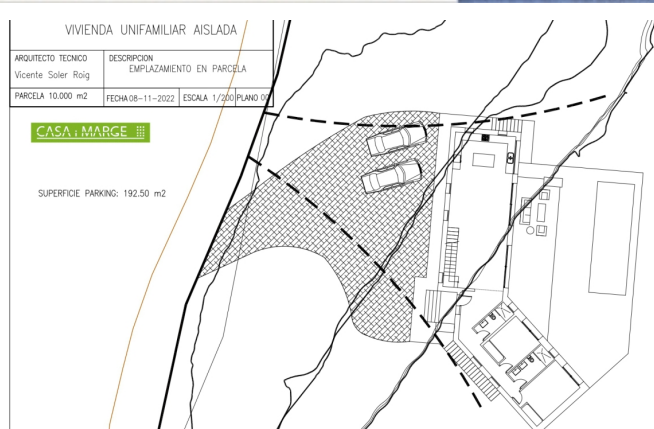 VIVIENDA UNIFAMILIAR AISLADA
ARQUITECTO TECNICO
Vicente Soler Roig
DESCRIPCION
EMPLAZAMIENTO EN PARCELA
PARCELA 10.000 m2
FECHA 08-11-2022
ESCALA 1/200
PLANO 00
CASA i MARGE
SUPERFICIE PARKING: 192.50 m2